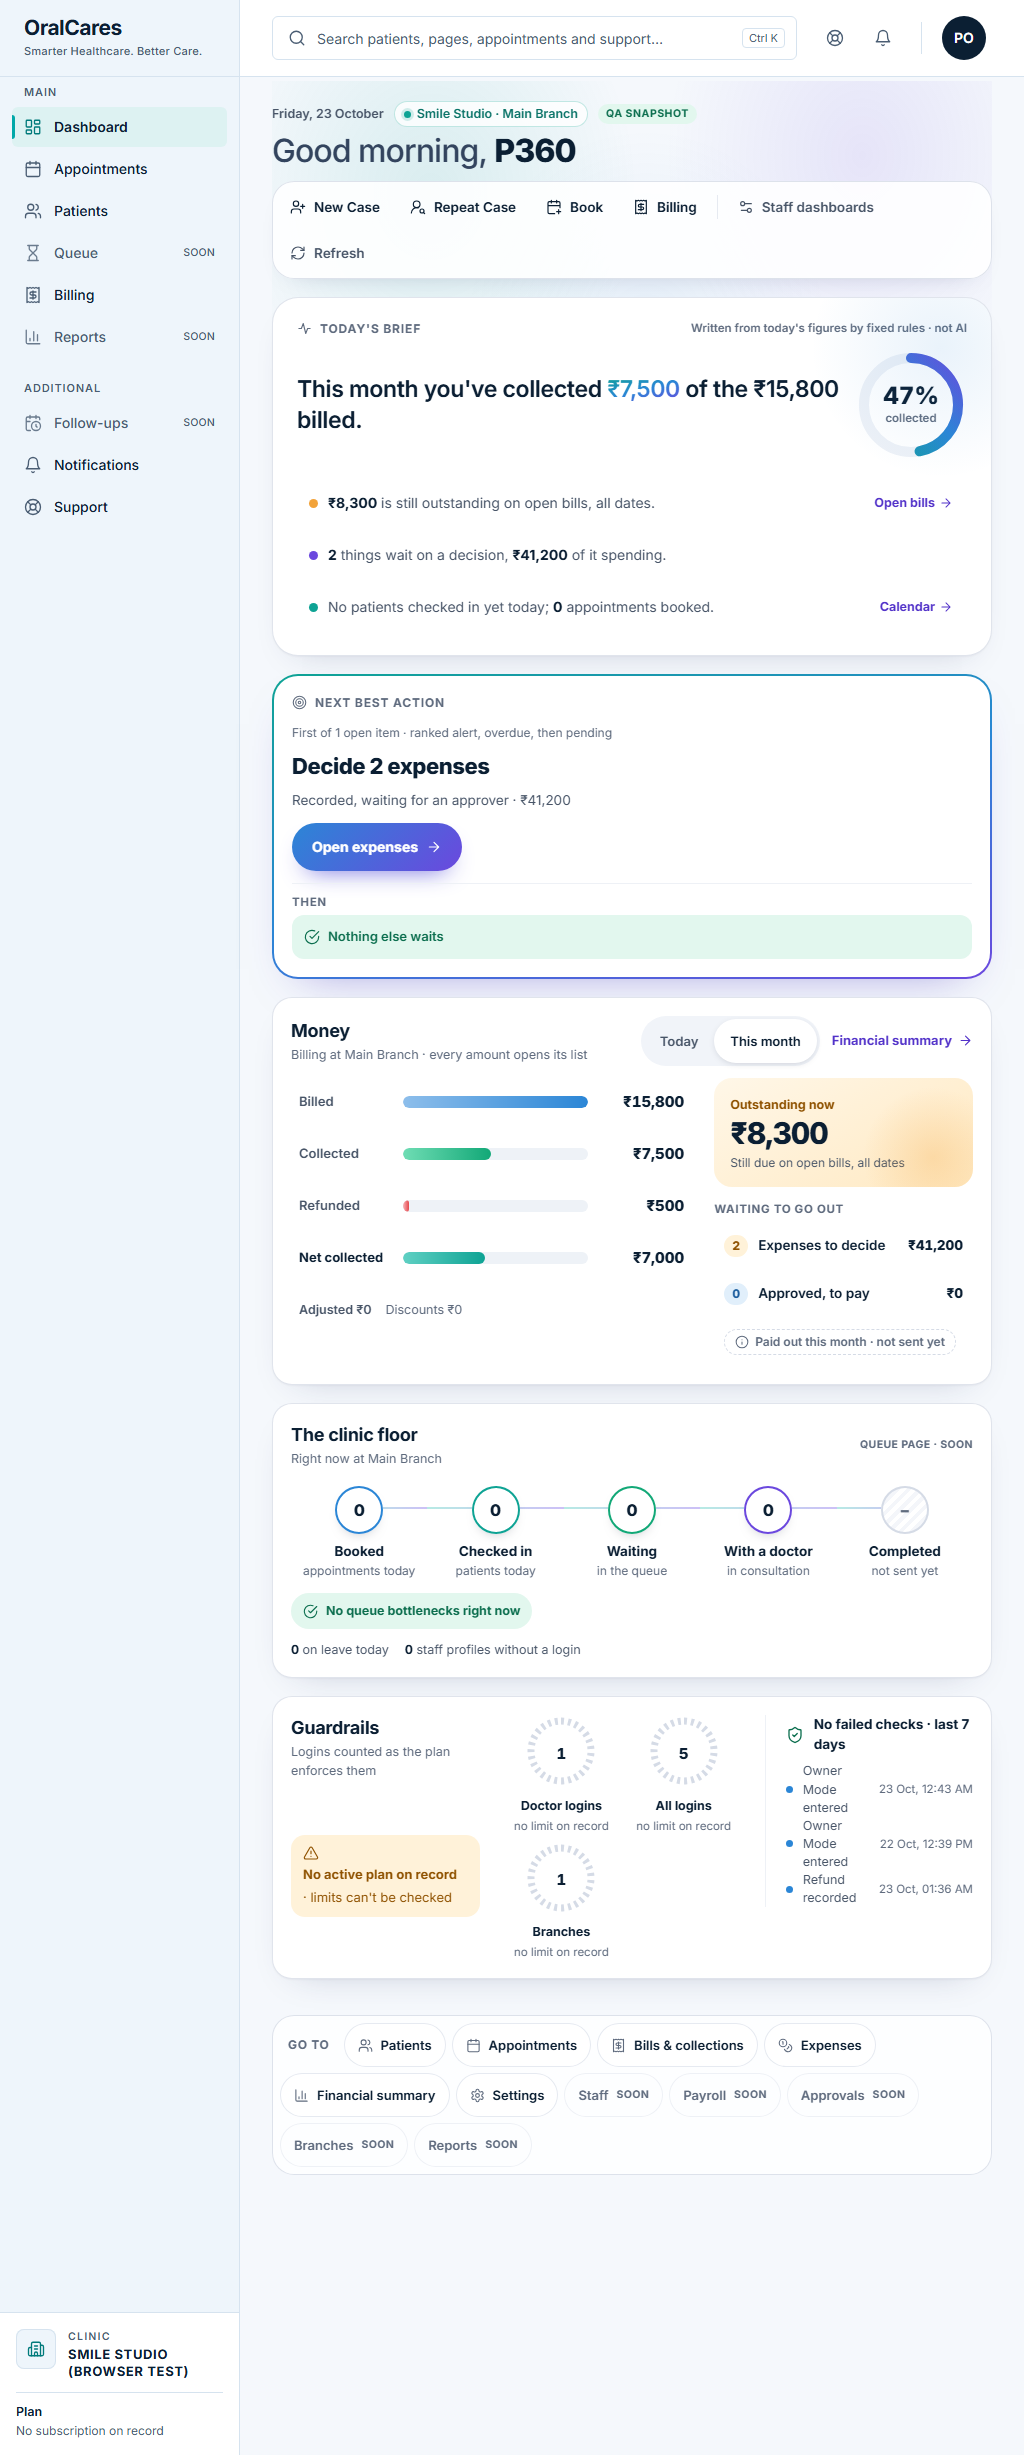 OralCares
Smarter Healthcare. Better Care.
Search patients, pages, appointments and support...
Ctrl K
PO
MAIN
Dashboard
Appointments
Patients
Queue SOON
Billing
Reports SOON
ADDITIONAL
Follow-ups SOON
Notifications
Support
Friday, 23 October
Smile Studio · Main Branch
QA SNAPSHOT
Good morning, P360
New Case
Repeat Case
Book
Billing
Staff dashboards
Refresh
TODAY'S BRIEF
Written from today's figures by fixed rules · not AI
This month you've collected ₹7,500 of the ₹15,800
billed.
47%
collected
₹8,300 is still outstanding on open bills, all dates.
Open bills
2 things wait on a decision, ₹41,200 of it spending.
No patients checked in yet today; 0 appointments booked.
Calendar
NEXT BEST ACTION
First of 1 open item · ranked alert, overdue, then pending
Decide 2 expenses
Recorded, waiting for an approver · ₹41,200
Open expenses
THEN
Nothing else waits
Money
Billing at Main Branch · every amount opens its list
Today
This month
Financial summary
Billed ₹15,800
Collected ₹7,500
Refunded ₹500
Net collected ₹7,000
Adjusted ₹0 Discounts ₹0
Outstanding now
₹8,300
Still due on open bills, all dates
WAITING TO GO OUT
2 Expenses to decide ₹41,200
0 Approved, to pay ₹0
Paid out this month · not sent yet
The clinic floor
Right now at Main Branch
QUEUE PAGE · SOON
0 0 0 0 –
Booked Checked in Waiting With a doctor Completed
appointments today patients today in the queue in consultation not sent yet
No queue bottlenecks right now
0 on leave today 0 staff profiles without a login
Guardrails
Logins counted as the plan
enforces them
No active plan on record
· limits can't be checked
1
Doctor logins
no limit on record
5
All logins
no limit on record
1
Branches
no limit on record
No failed checks · last 7
days
Owner
Mode 23 Oct, 12:43 AM
entered
Owner
Mode 22 Oct, 12:39 PM
entered
Refund
recorded 23 Oct, 01:36 AM
GO TO
Patients
Appointments
Bills & collections
Expenses
Financial summary
Settings
Staff SOON
Payroll SOON
Approvals SOON
Branches SOON
Reports SOON
CLINIC
SMILE STUDIO
(BROWSER TEST)
Plan
No subscription on record